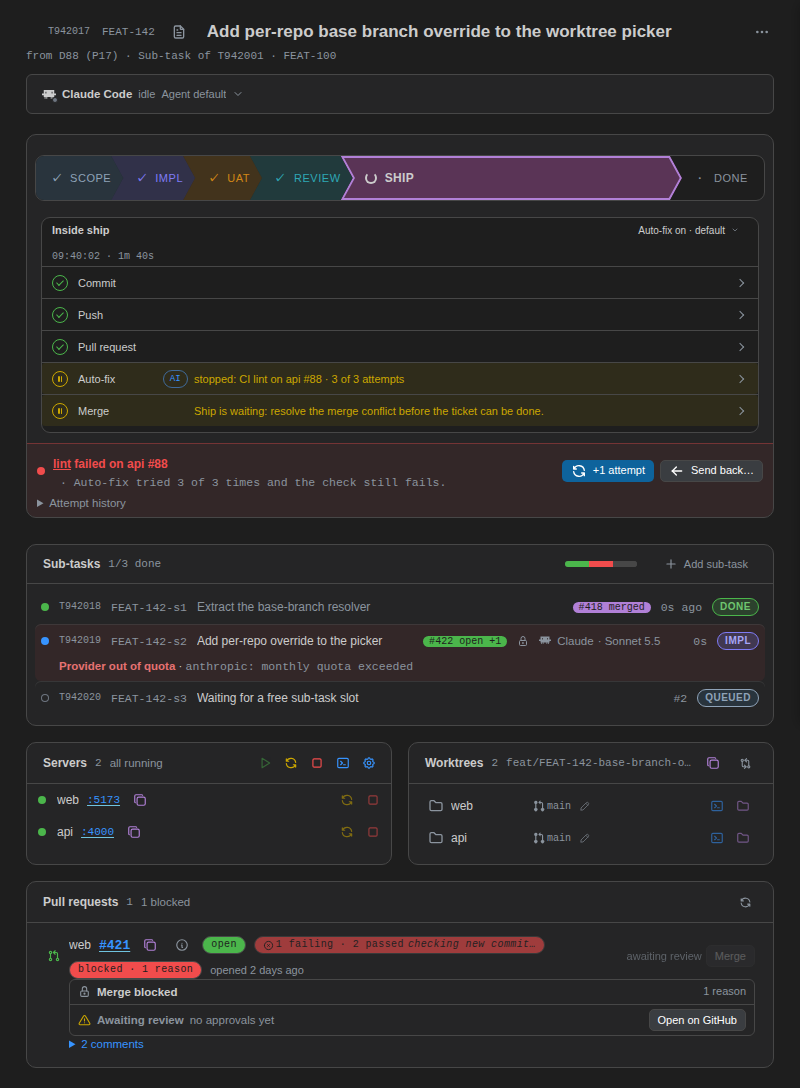 T942017 FEAT-142 Add per-repo base branch override to the worktree picker
from D88 (P17) · Sub-task of T942001 · FEAT-100
Claude Code idle Agent default
SCOPE IMPL UAT REVIEW SHIP DONE
Inside ship Auto-fix on · default
09:40:02 · 1m 40s
Commit
Push
Pull request
Auto-fix AI stopped: CI lint on api #88 · 3 of 3 attempts
Merge Ship is waiting: resolve the merge conflict before the ticket can be done.
lint failed on api #88
· Auto-fix tried 3 of 3 times and the check still fails.
+1 attempt Send back…
Attempt history
Sub-tasks 1/3 done Add sub-task
T942018 FEAT-142-s1 Extract the base-branch resolver #418 merged 0s ago DONE
T942019 FEAT-142-s2 Add per-repo override to the picker #422 open +1 Claude · Sonnet 5.5 0s IMPL
Provider out of quota · anthropic: monthly quota exceeded
T942020 FEAT-142-s3 Waiting for a free sub-task slot #2 QUEUED
Servers 2 all running
web :5173
api :4000
Worktrees 2 feat/FEAT-142-base-branch-o…
web main
api main
Pull requests 1 1 blocked
web #421 open 1 failing · 2 passed checking new commit…
blocked · 1 reason opened 2 days ago
awaiting review Merge
Merge blocked 1 reason
Awaiting review no approvals yet Open on GitHub
2 comments